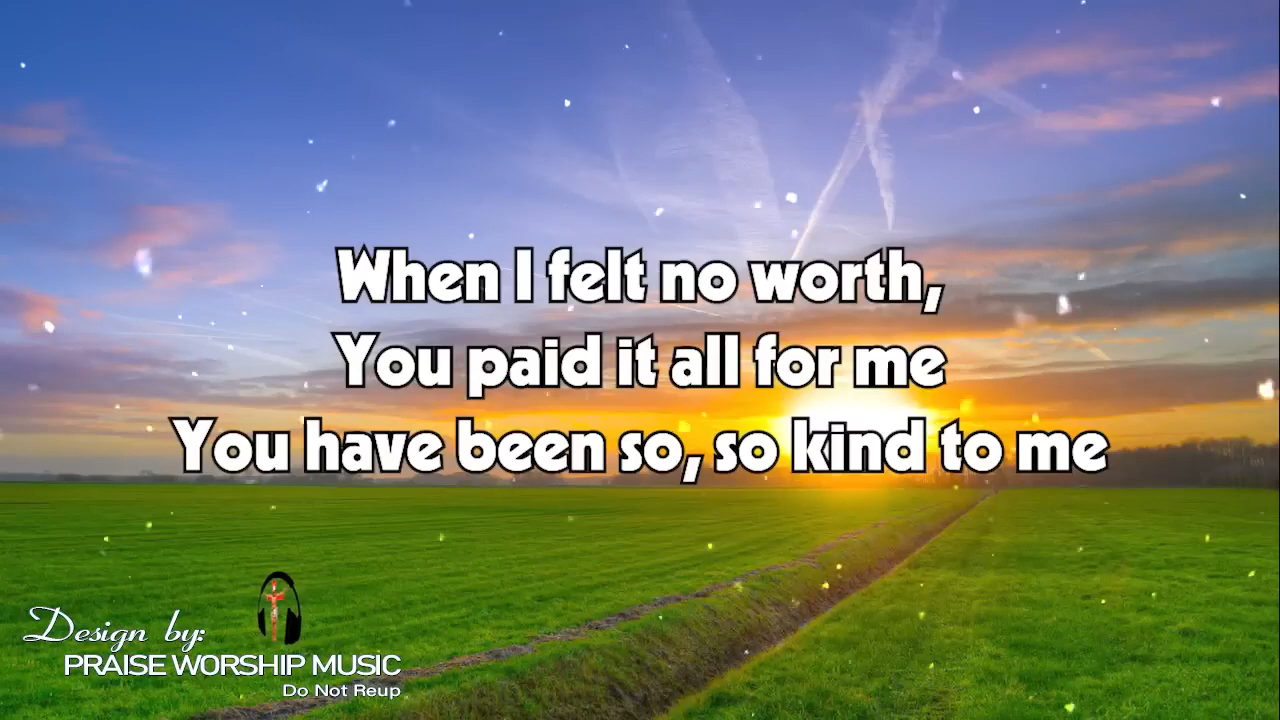 When I felt no worth,
You paid it all for me
You have been so, so kind to me
Design by:
PRAISE WORSHIP MUSIC
Do Not Reup